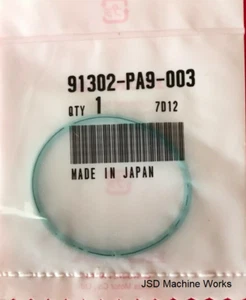 91302-PA9-003
QTY 1 7D12
MADE IN JAPAN
JSD Machine Works